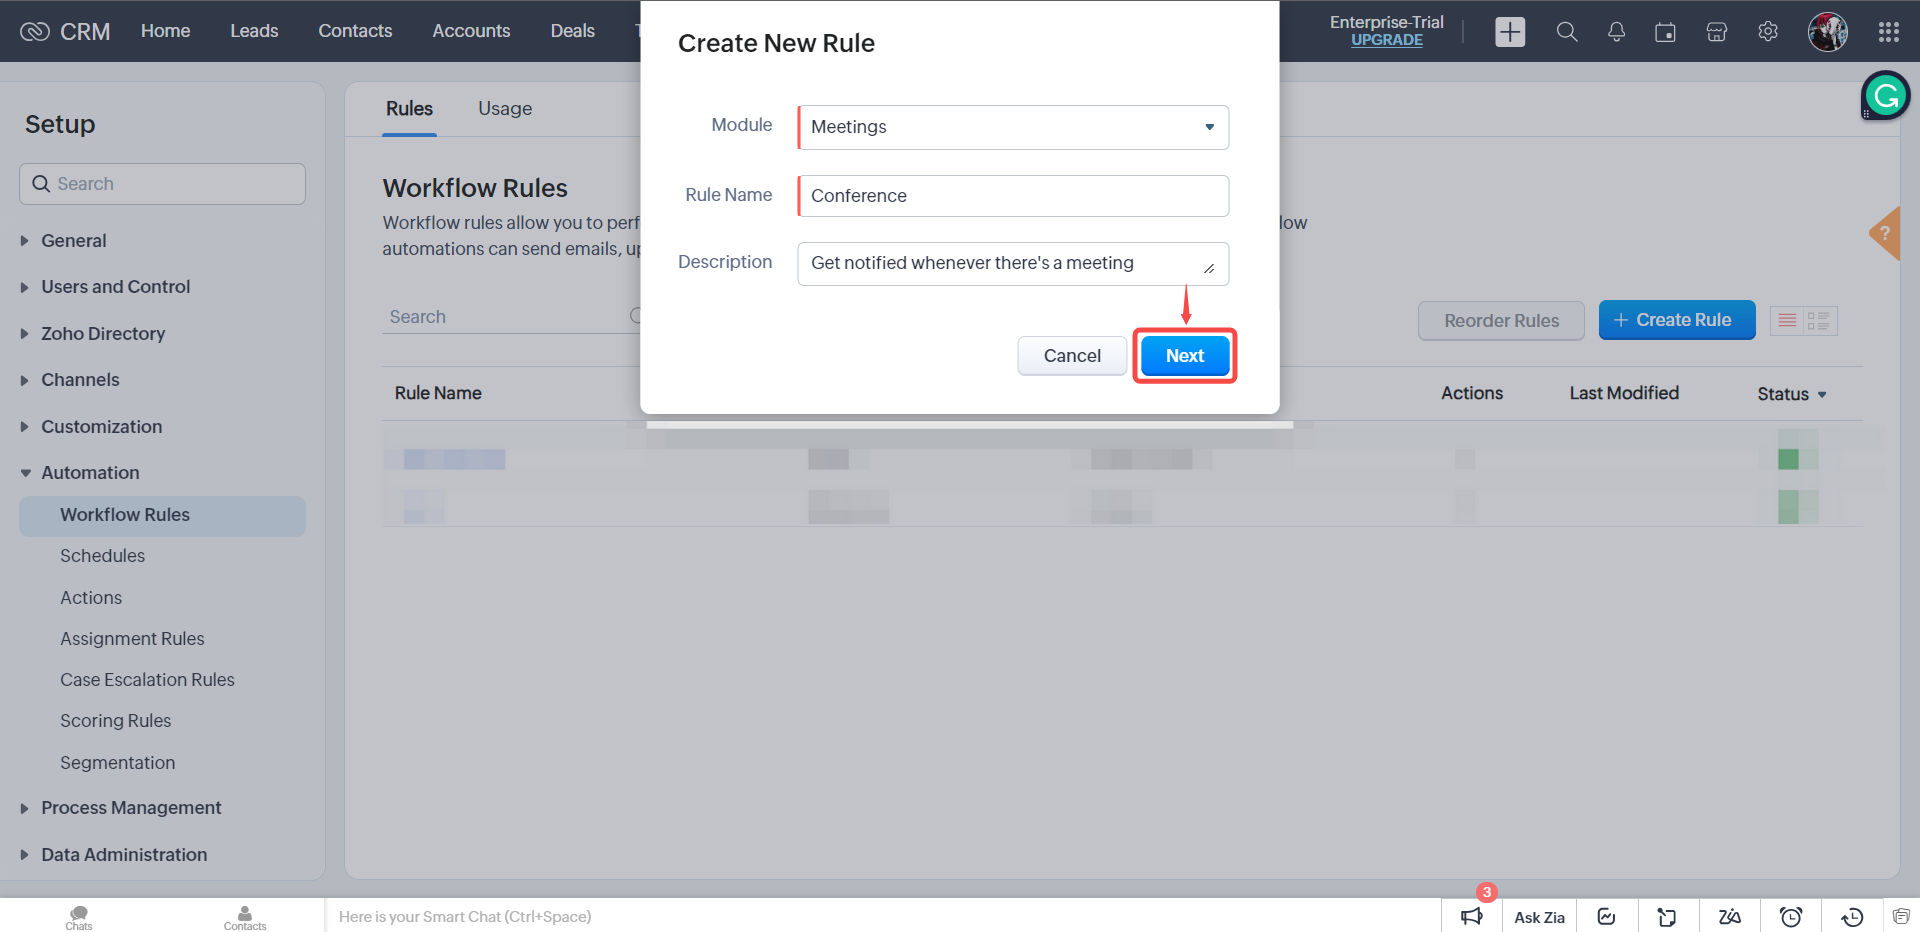 CRM
Home
Leads
Contacts
Accounts
Deals
Enterprise-Trial
UPGRADE
Create New Rule
Module
Meetings
Rule Name
Conference
Description
Get notified whenever there's a meeting
Cancel
Next
Setup
Search
General
Users and Control
Zoho Directory
Channels
Customization
Automation
Workflow Rules
Schedules
Actions
Assignment Rules
Case Escalation Rules
Scoring Rules
Segmentation
Process Management
Data Administration
Rules
Usage
Workflow Rules
Workflow rules allow you to perf
low
automations can send emails, up
?
Search
Reorder Rules
+ Create Rule
Rule Name
Actions
Last Modified
Status
Chats
Contacts
Here is your Smart Chat (Ctrl+Space)
3
Ask Zia